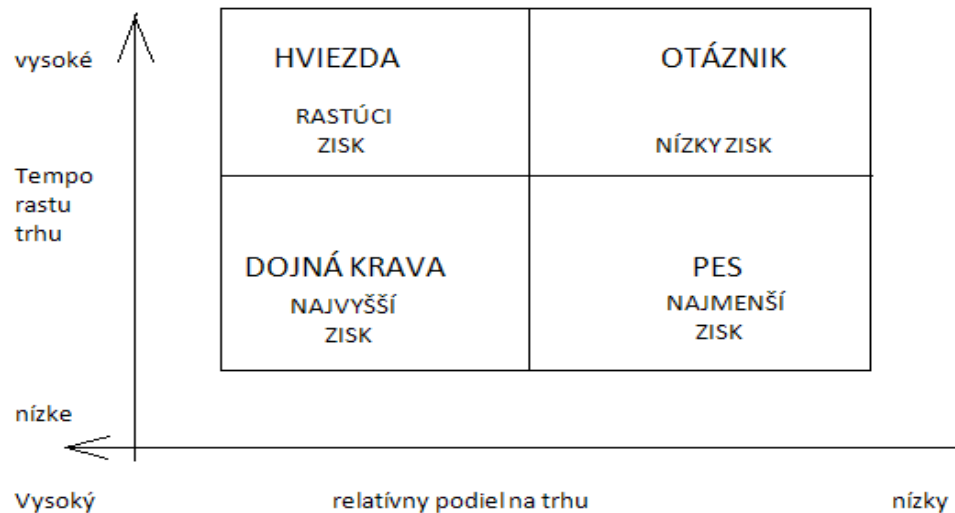 vysoké
HVIEZDA
OTÁZNIK
RASTÚCI
ZISK
NÍZKY ZISK
Tempo
rastu
trhu
DOJNÁ KRAVA
PES
NAJVYŠŠÍ
ZISK
NAJMENŠÍ
ZISK
nízke
Vysoký
relatívny podiel na trhu
nízky